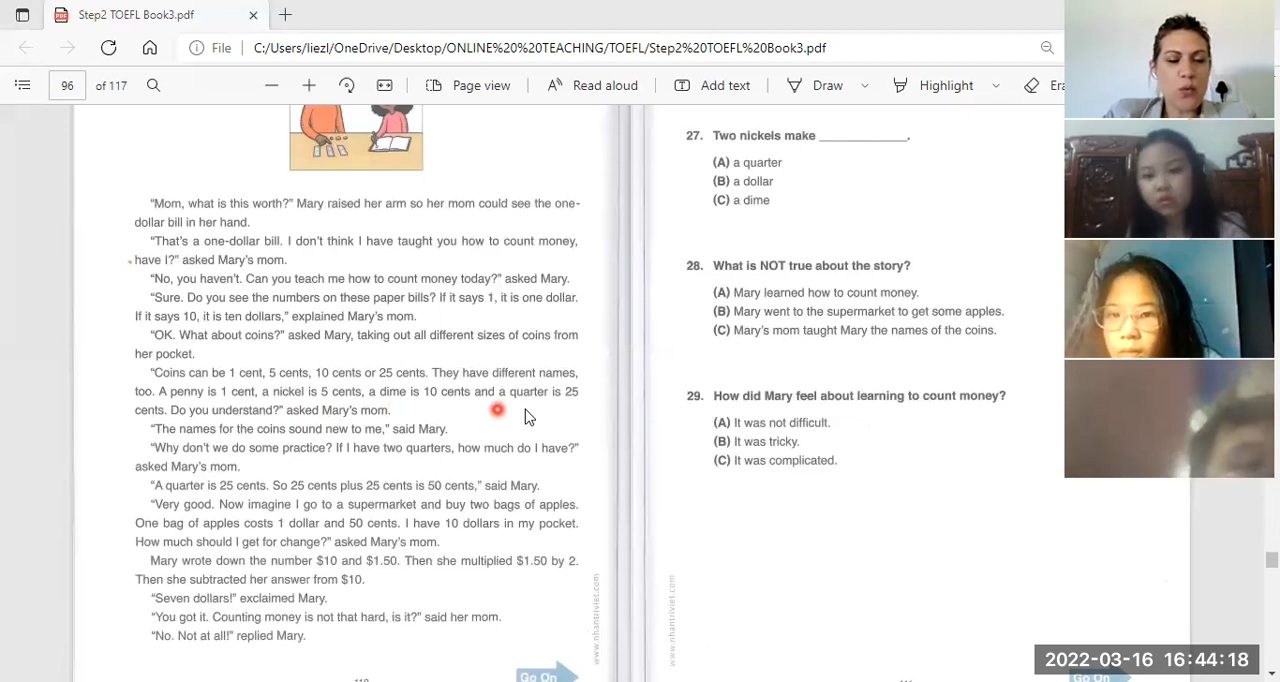 Step2 TOEFL Book3.pdf
File
C:/Users/liezl/OneDrive/Desktop/ONLINE%20%20TEACHING/TOEFL/Step2%20TOEFL%20Book3.pdf
96 of 117
Page view
Read aloud
Add text
Draw
Highlight
Era
“Mom, what is this worth?” Mary raised her arm so her mom could see the one-
dollar bill in her hand.
“That’s a one-dollar bill. I don’t think I have taught you how to count money,
have I?” asked Mary’s mom.
“No, you haven’t. Can you teach me how to count money today?” asked Mary.
“Sure. Do you see the numbers on these paper bills? If it says 1, it is one dollar.
If it says 10, it is ten dollars,” explained Mary’s mom.
“OK. What about coins?” asked Mary, taking out all different sizes of coins from
her pocket.
“Coins can be 1 cent, 5 cents, 10 cents or 25 cents. They have different names,
too. A penny is 1 cent, a nickel is 5 cents, a dime is 10 cents and a quarter is 25
cents. Do you understand?” asked Mary’s mom.
“The names for the coins sound new to me,” said Mary.
“Why don’t we do some practice? If I have two quarters, how much do I have?”
asked Mary’s mom.
“A quarter is 25 cents. So 25 cents plus 25 cents is 50 cents,” said Mary.
“Very good. Now imagine I go to a supermarket and buy two bags of apples.
One bag of apples costs 1 dollar and 50 cents. I have 10 dollars in my pocket.
How much should I get for change?” asked Mary’s mom.
Mary wrote down the number $10 and $1.50. Then she multiplied $1.50 by 2.
Then she subtracted her answer from $10.
“Seven dollars!” exclaimed Mary.
“You got it. Counting money is not that hard, is it?” said her mom.
“No. Not at all!” replied Mary.
www.nhantriviet.com
Go On
27. Two nickels make ____________.
(A) a quarter
(B) a dollar
(C) a dime
28. What is NOT true about the story?
(A) Mary learned how to count money.
(B) Mary went to the supermarket to get some apples.
(C) Mary’s mom taught Mary the names of the coins.
29. How did Mary feel about learning to count money?
(A) It was not difficult.
(B) It was tricky.
(C) It was complicated.
www.nhantriviet.com
Go On
2022-03-16 16:44:18